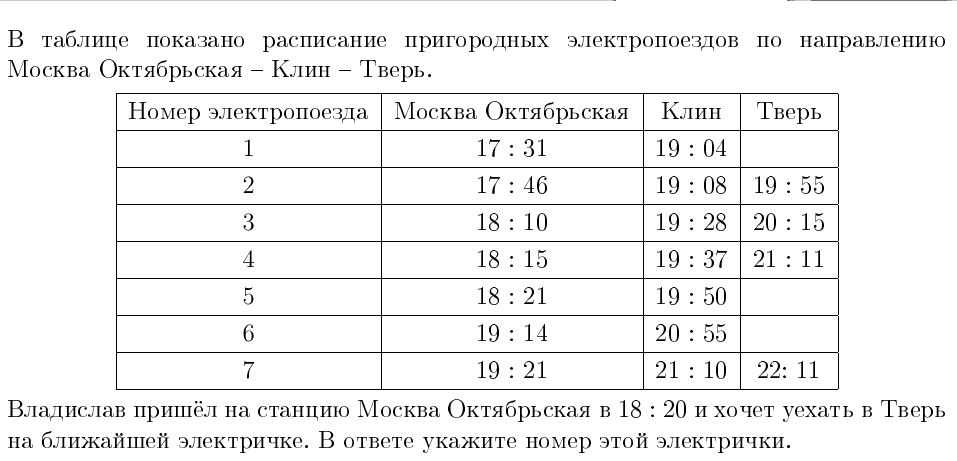 В таблице показано расписание пригородных электропоездов по направлению
Москва Октябрьская – Клин – Тверь.
Номер электропоезда Москва Октябрьская Клин Тверь
1 17 : 31 19 : 04
2 17 : 46 19 : 08 19 : 55
3 18 : 10 19 : 28 20 : 15
4 18 : 15 19 : 37 21 : 11
5 18 : 21 19 : 50
6 19 : 14 20 : 55
7 19 : 21 21 : 10 22: 11
Владислав пришёл на станцию Москва Октябрьская в 18 : 20 и хочет уехать в Тверь
на ближайшей электричке. В ответе укажите номер этой электрички.